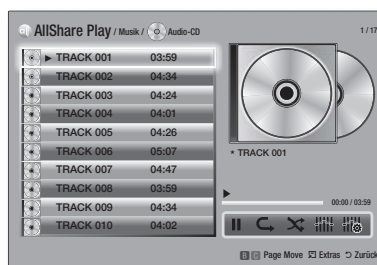 AllShare Play / Musik / Audio-CD 1 / 17
TRACK 001 03:59
TRACK 002 04:34
TRACK 003 04:24
TRACK 004 04:01
TRACK 005 04:26
TRACK 006 05:07
TRACK 007 04:47
TRACK 008 03:59
TRACK 009 04:34
TRACK 010 04:02
* TRACK 001
00:00 / 03:59
B C Page Move Extras Zurück